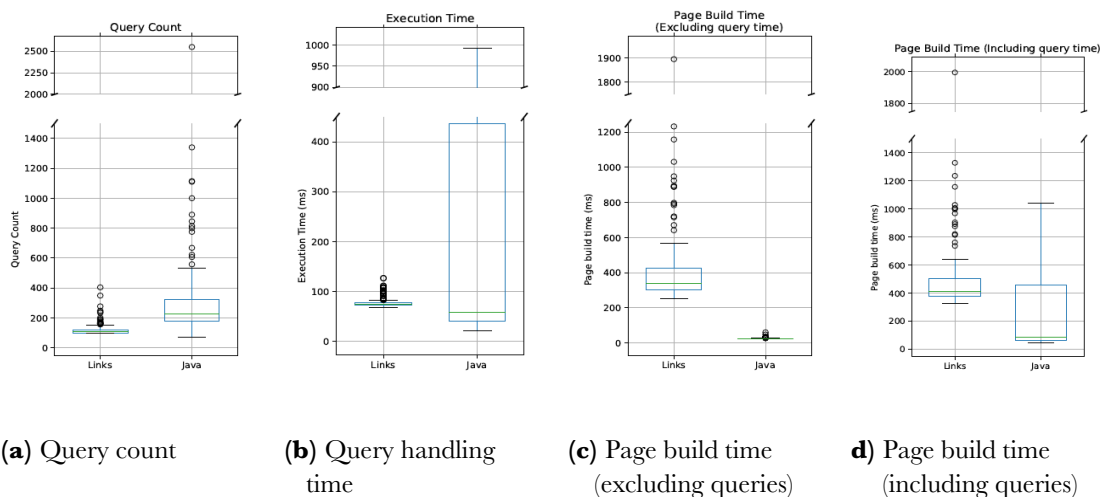 Query Count
2500
2250
2000
1400
1200
1000
800
600
400
200
0
Query Count
Links Java
Execution Time
1000
950
900
400
300
200
100
0
Execution Time (ms)
Links Java
Page Build Time
(Excluding query time)
1900
1800
1200
1000
800
600
400
200
0
Page build time (ms)
Links Java
Page Build Time (Including query time)
2000
1800
1400
1200
1000
800
600
400
200
0
Page build time (ms)
Links Java
(a) Query count
(b) Query handling
time
(c) Page build time
(excluding queries)
d) Page build time
(including queries)